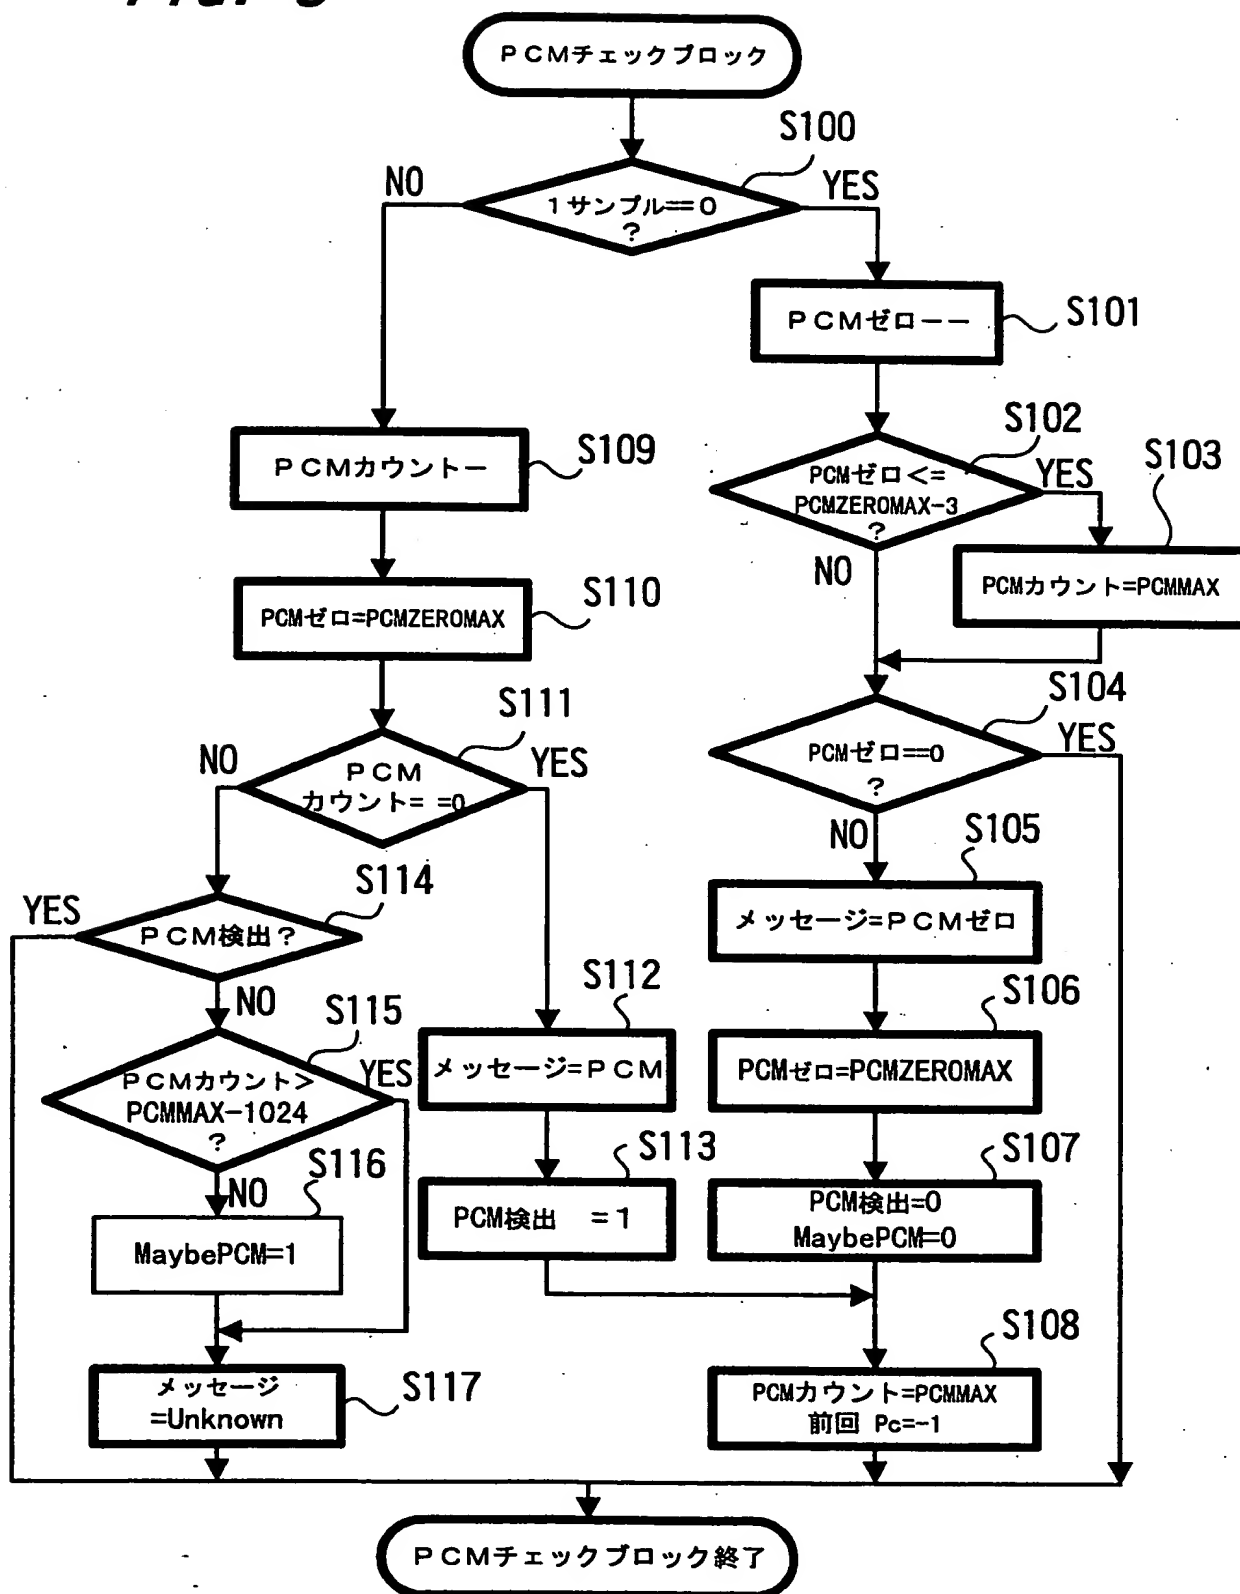 PCMチェックブロック
S100
NO
YES
1サンプル==0
?
PCMゼロ−−
S101
PCMカウント−
S109
S102
PCMゼロ<=
PCMZEROMAX-3
?
YES
S103
NO
PCMカウント=PCMMAX
PCMゼロ=PCMZEROMAX
S110
S111
NO
YES
PCM
カウント= =0
S104
PCMゼロ==0
?
YES
NO
S105
メッセージ=PCMゼロ
S114
YES
PCM検出?
NO
S112
メッセージ=PCM
S106
PCMゼロ=PCMZEROMAX
S115
PCMカウント>
PCMMAX-1024
?
YES
NO
S116
MaybePCM=1
S113
PCM検出 =1
S107
PCM検出=0
MaybePCM=0
S108
PCMカウント=PCMMAX
前回 Pc=-1
メッセージ
=Unknown
S117
PCMチェックブロック終了